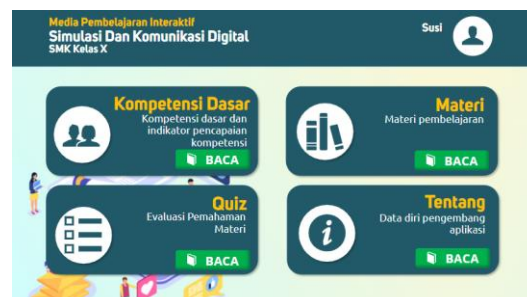 Media Pembelajaran Interaktif
Simulasi Dan Komunikasi Digital
SMK Kelas X
Susi
Kompetensi Dasar
Kompetensi dasar dan
indikator pencapaian
kompetensi
BACA
Materi
Materi pembelajaran
BACA
Quiz
Evaluasi Pemahaman
Materi
BACA
Tentang
Data diri pengembang
aplikasi
BACA